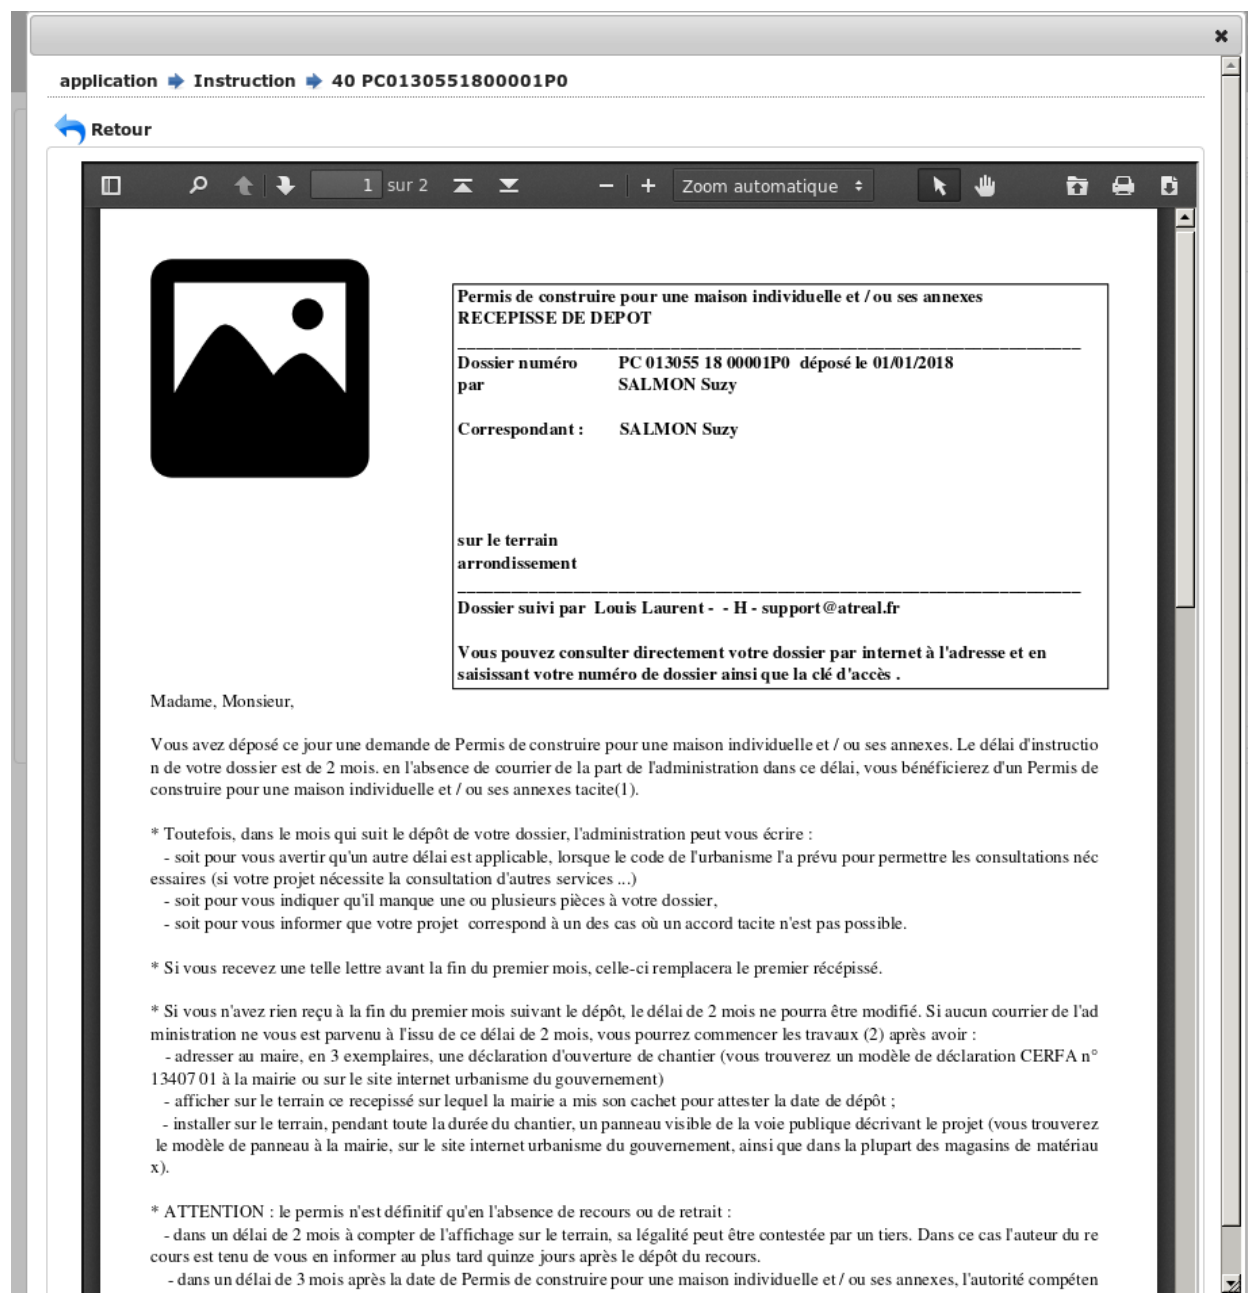 application Instruction 40 PC0130551800001P0
Retour
1 sur 2 Zoom automatique
Permis de construire pour une maison individuelle et / ou ses annexes
RECEPISSE DE DEPOT
Dossier numéro PC 013055 18 00001P0 déposé le 01/01/2018
par SALMON Suzy
Correspondant : SALMON Suzy
sur le terrain
arrondissement
Dossier suivi par Louis Laurent - - H - support@atreal.fr
Vous pouvez consulter directement votre dossier par internet à l'adresse et en
saisissant votre numéro de dossier ainsi que la clé d'accès .
Madame, Monsieur,
Vous avez déposé ce jour une demande de Permis de construire pour une maison individuelle et / ou ses annexes. Le délai d'instructio
n de votre dossier est de 2 mois. en l'absence de courrier de la part de l'administration dans ce délai, vous bénéficierez d'un Permis de
construire pour une maison individuelle et / ou ses annexes tacite(1).
* Toutefois, dans le mois qui suit le dépôt de votre dossier, l'administration peut vous écrire :
- soit pour vous avertir qu'un autre délai est applicable, lorsque le code de l'urbanisme l'a prévu pour permettre les consultations néc
essaires (si votre projet nécessite la consultation d'autres services ...)
- soit pour vous indiquer qu'il manque une ou plusieurs pièces à votre dossier,
- soit pour vous informer que votre projet correspond à un des cas où un accord tacite n'est pas possible.
* Si vous recevez une telle lettre avant la fin du premier mois, celle-ci remplacera le premier récépissé.
* Si vous n'avez rien reçu à la fin du premier mois suivant le dépôt, le délai de 2 mois ne pourra être modifié. Si aucun courrier de l'ad
ministration ne vous est parvenu à l'issu de ce délai de 2 mois, vous pourrez commencer les travaux (2) après avoir :
- adresser au maire, en 3 exemplaires, une déclaration d'ouverture de chantier (vous trouverez un modèle de déclaration CERFA n°
13407 01 à la mairie ou sur le site internet urbanisme du gouvernement)
- afficher sur le terrain ce recepissé sur lequel la mairie a mis son cachet pour attester la date de dépôt ;
- installer sur le terrain, pendant toute la durée du chantier, un panneau visible de la voie publique décrivant le projet (vous trouverez
le modèle de panneau à la mairie, sur le site internet urbanisme du gouvernement, ainsi que dans la plupart des magasins de matériau
x).
* ATTENTION : le permis n'est définitif qu'en l'absence de recours ou de retrait :
- dans un délai de 2 mois à compter de l'affichage sur le terrain, sa légalité peut être contestée par un tiers. Dans ce cas l'auteur du re
cours est tenu de vous en informer au plus tard quinze jours après le dépôt du recours.
- dans un délai de 3 mois après la date de Permis de construire pour une maison individuelle et / ou ses annexes, l'autorité compéten